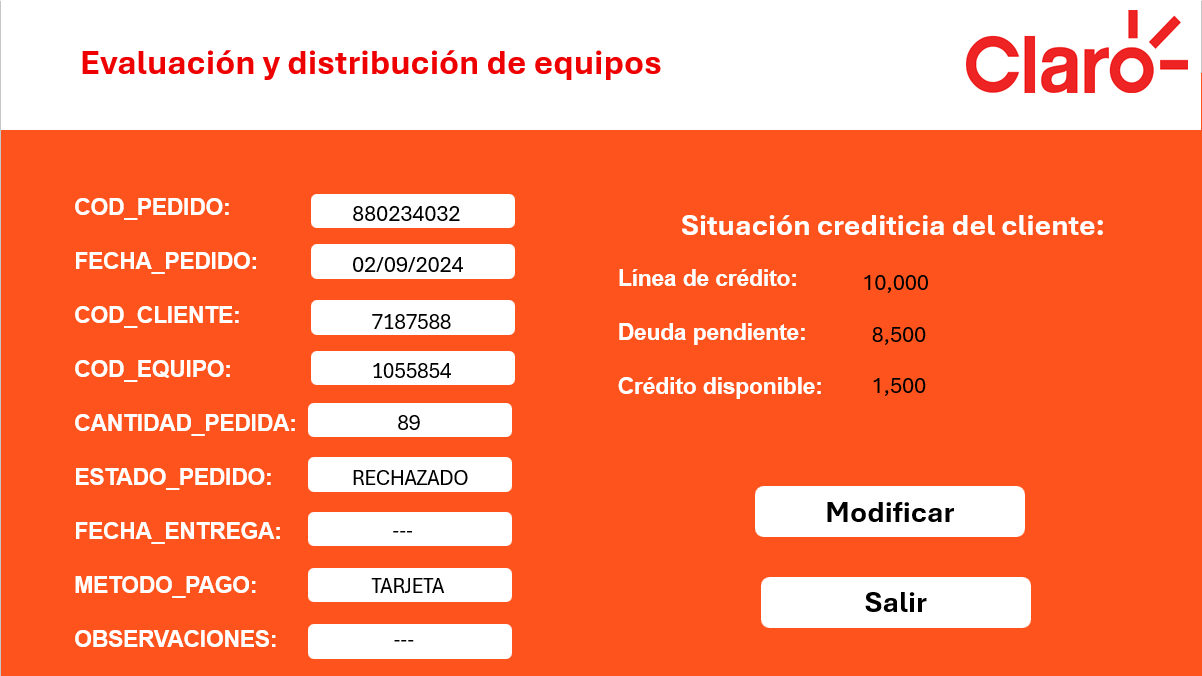 Evaluación y distribución de equipos
Claro
COD_PEDIDO: 880234032
FECHA_PEDIDO: 02/09/2024
COD_CLIENTE: 7187588
COD_EQUIPO: 1055854
CANTIDAD_PEDIDA: 89
ESTADO_PEDIDO: RECHAZADO
FECHA_ENTREGA: ---
METODO_PAGO: TARJETA
OBSERVACIONES: ---
Situación crediticia del cliente:
Línea de crédito: 10,000
Deuda pendiente: 8,500
Crédito disponible: 1,500
Modificar
Salir